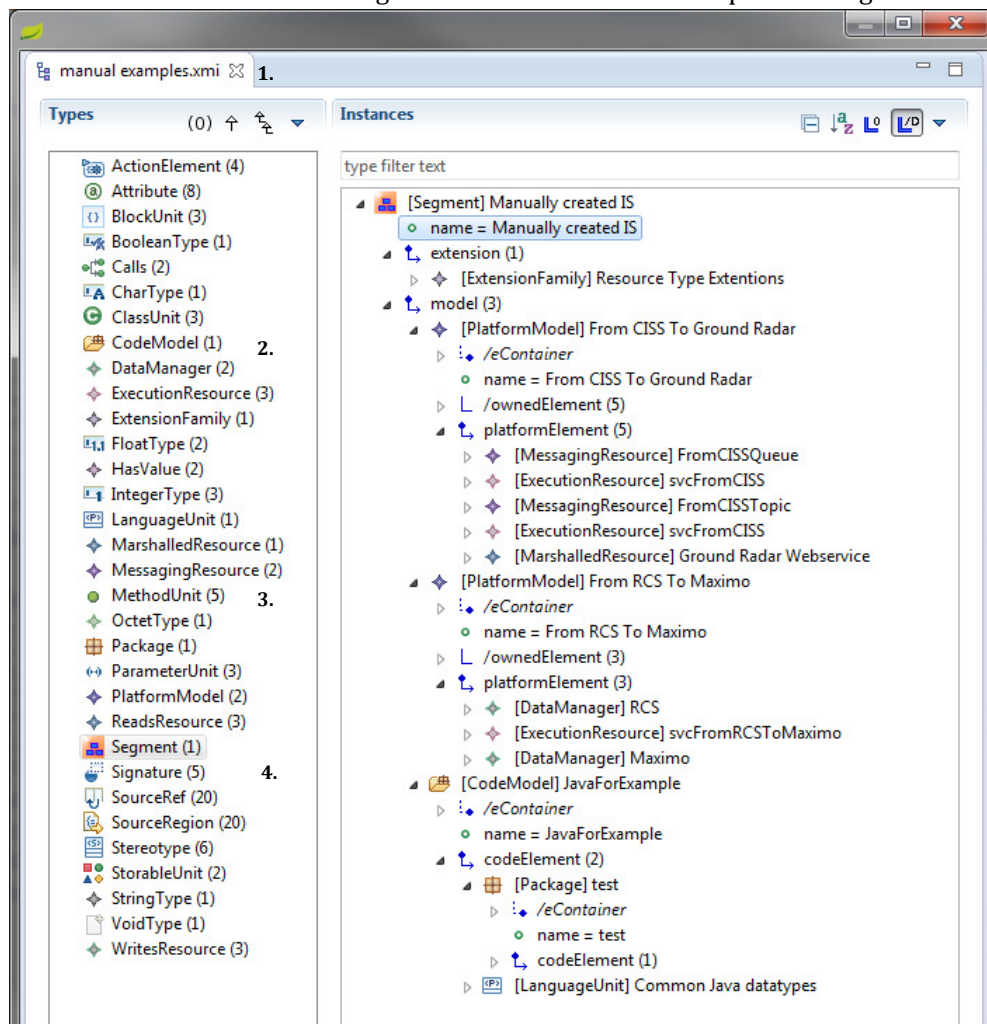 manual examples.xmi 1.
Types
(0)
ActionElement (4)
Attribute (8)
BlockUnit (3)
BooleanType (1)
Calls (2)
CharType (1)
ClassUnit (3)
CodeModel (1) 2.
DataManager (2)
ExecutionResource (3)
ExtensionFamily (1)
FloatType (2)
HasValue (2)
IntegerType (3)
LanguageUnit (1)
MarshalledResource (1)
MessagingResource (2)
MethodUnit (5) 3.
OctetType (1)
Package (1)
ParameterUnit (3)
PlatformModel (2)
ReadsResource (3)
Segment (1)
Signature (5) 4.
SourceRef (20)
SourceRegion (20)
Stereotype (6)
StorableUnit (2)
StringType (1)
VoidType (1)
WritesResource (3)
Instances
type filter text
[Segment] Manually created IS
name = Manually created IS
extension (1)
[ExtensionFamily] Resource Type Extentions
model (3)
[PlatformModel] From CISS To Ground Radar
/eContainer
name = From CISS To Ground Radar
/ownedElement (5)
platformElement (5)
[MessagingResource] FromCISSQueue
[ExecutionResource] svcFromCISS
[MessagingResource] FromCISSTopic
[ExecutionResource] svcFromCISS
[MarshalledResource] Ground Radar Webservice
[PlatformModel] From RCS To Maximo
/eContainer
name = From RCS To Maximo
/ownedElement (3)
platformElement (3)
[DataManager] RCS
[ExecutionResource] svcFromRCSToMaximo
[DataManager] Maximo
[CodeModel] JavaForExample
/eContainer
name = JavaForExample
codeElement (2)
[Package] test
/eContainer
name = test
codeElement (1)
[LanguageUnit] Common Java datatypes